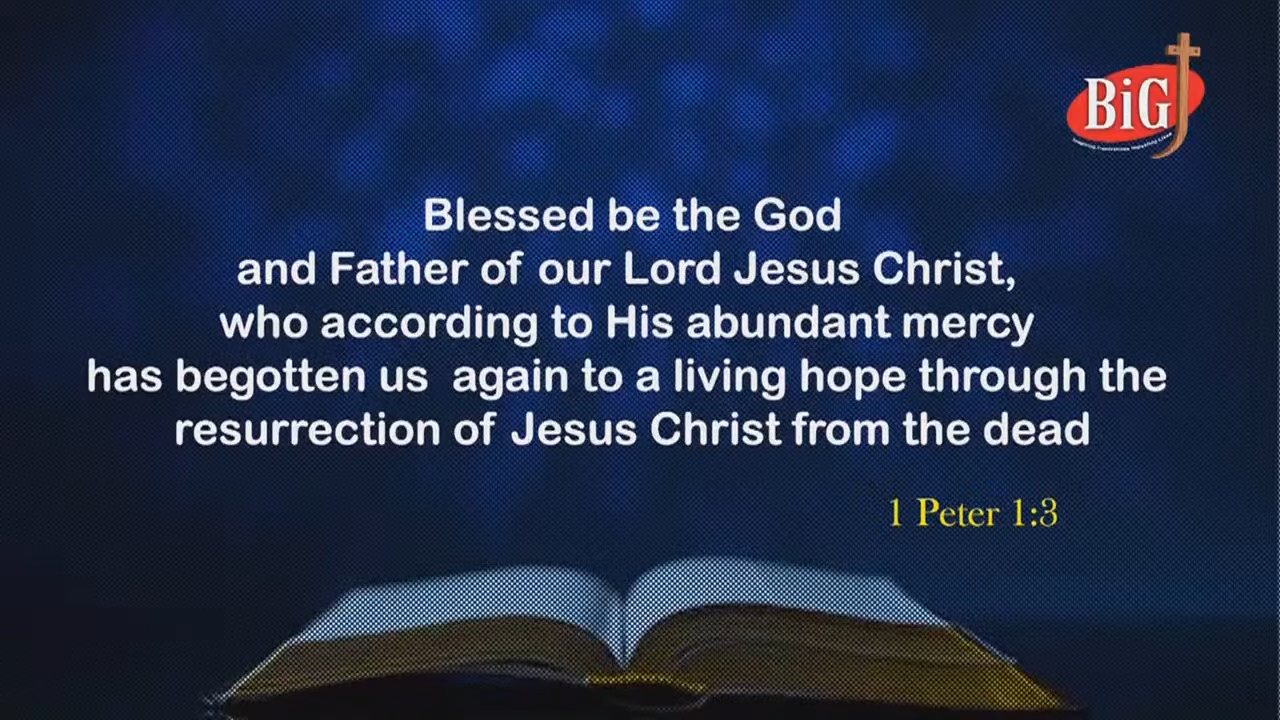 BiG
Blessed be the God
and Father of our Lord Jesus Christ,
who according to His abundant mercy
has begotten us again to a living hope through the
resurrection of Jesus Christ from the dead
1 Peter 1:3